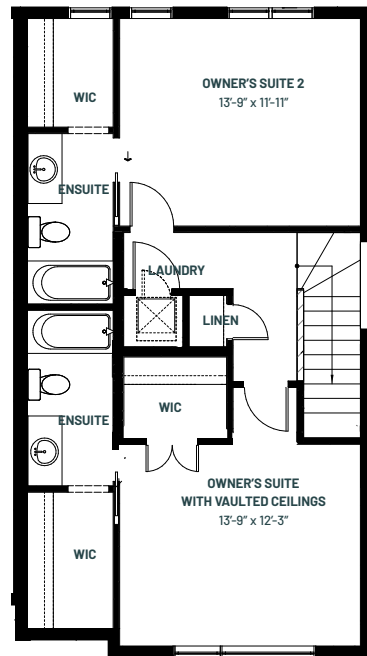 WIC
OWNER'S SUITE 2
13'-9" x 11'-11"
ENSUITE
LAUNDRY
LINEN
WIC
ENSUITE
OWNER'S SUITE
WITH VAULTED CEILINGS
13'-9" x 12'-3"
WIC